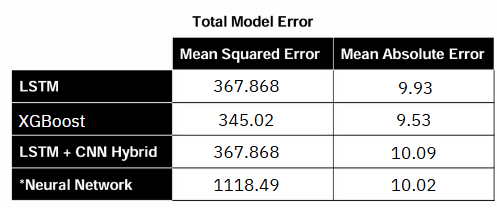 Total Model Error
Mean Squared Error Mean Absolute Error
LSTM 367.868 9.93
XGBoost 345.02 9.53
LSTM + CNN Hybrid 367.868 10.09
*Neural Network 1118.49 10.02